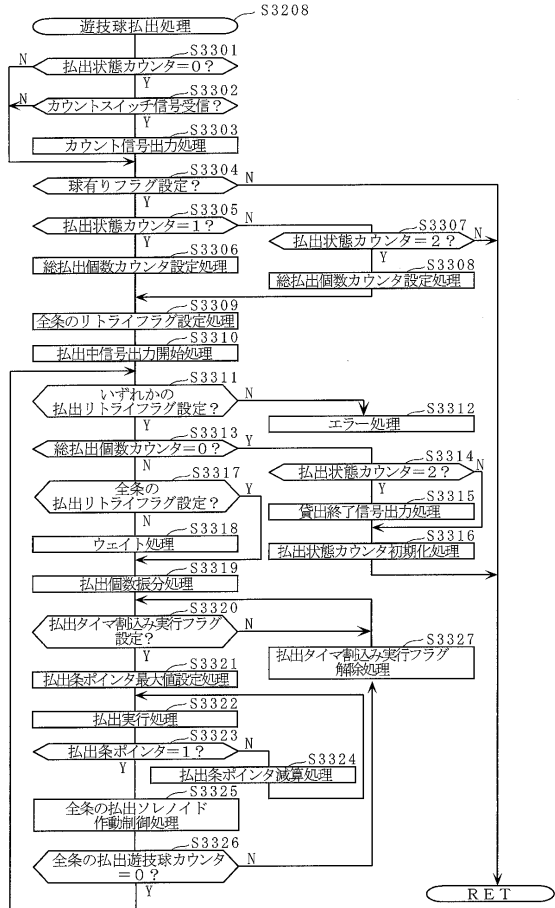 遊技球払出処理
S3208
S3301
N
払出状態カウンタ=0?
Y
S3302
N
カウントスイッチ信号受信?
Y
S3303
カウント信号出力処理
S3304
球有りフラグ設定?
N
Y
S3305
払出状態カウンタ=1?
N
Y
S3306
総払出個数カウンタ設定処理
S3307
払出状態カウンタ=2?
N
Y
S3308
総払出個数カウンタ設定処理
S3309
全条のリトライフラグ設定処理
S3310
払出中信号出力開始処理
S3311
いずれかの
払出リトライフラグ設定?
N
Y
S3312
エラー処理
S3313
総払出個数カウンタ=0?
Y
N
S3314
払出状態カウンタ=2?
N
Y
S3315
貸出終了信号出力処理
S3316
払出状態カウンタ初期化処理
S3317
全条の
払出リトライフラグ設定?
Y
N
S3318
ウェイト処理
S3319
払出個数振分処理
S3320
払出タイマ割込み実行フラグ
設定?
N
Y
S3327
払出タイマ割込み実行フラグ
解除処理
S3321
払出条ポインタ最大値設定処理
S3322
払出実行処理
S3323
払出条ポインタ=1?
N
Y
S3324
払出条ポインタ減算処理
S3325
全条の払出ソレノイド
作動制御処理
S3326
全条の払出遊技球カウンタ
=0?
N
Y
RET